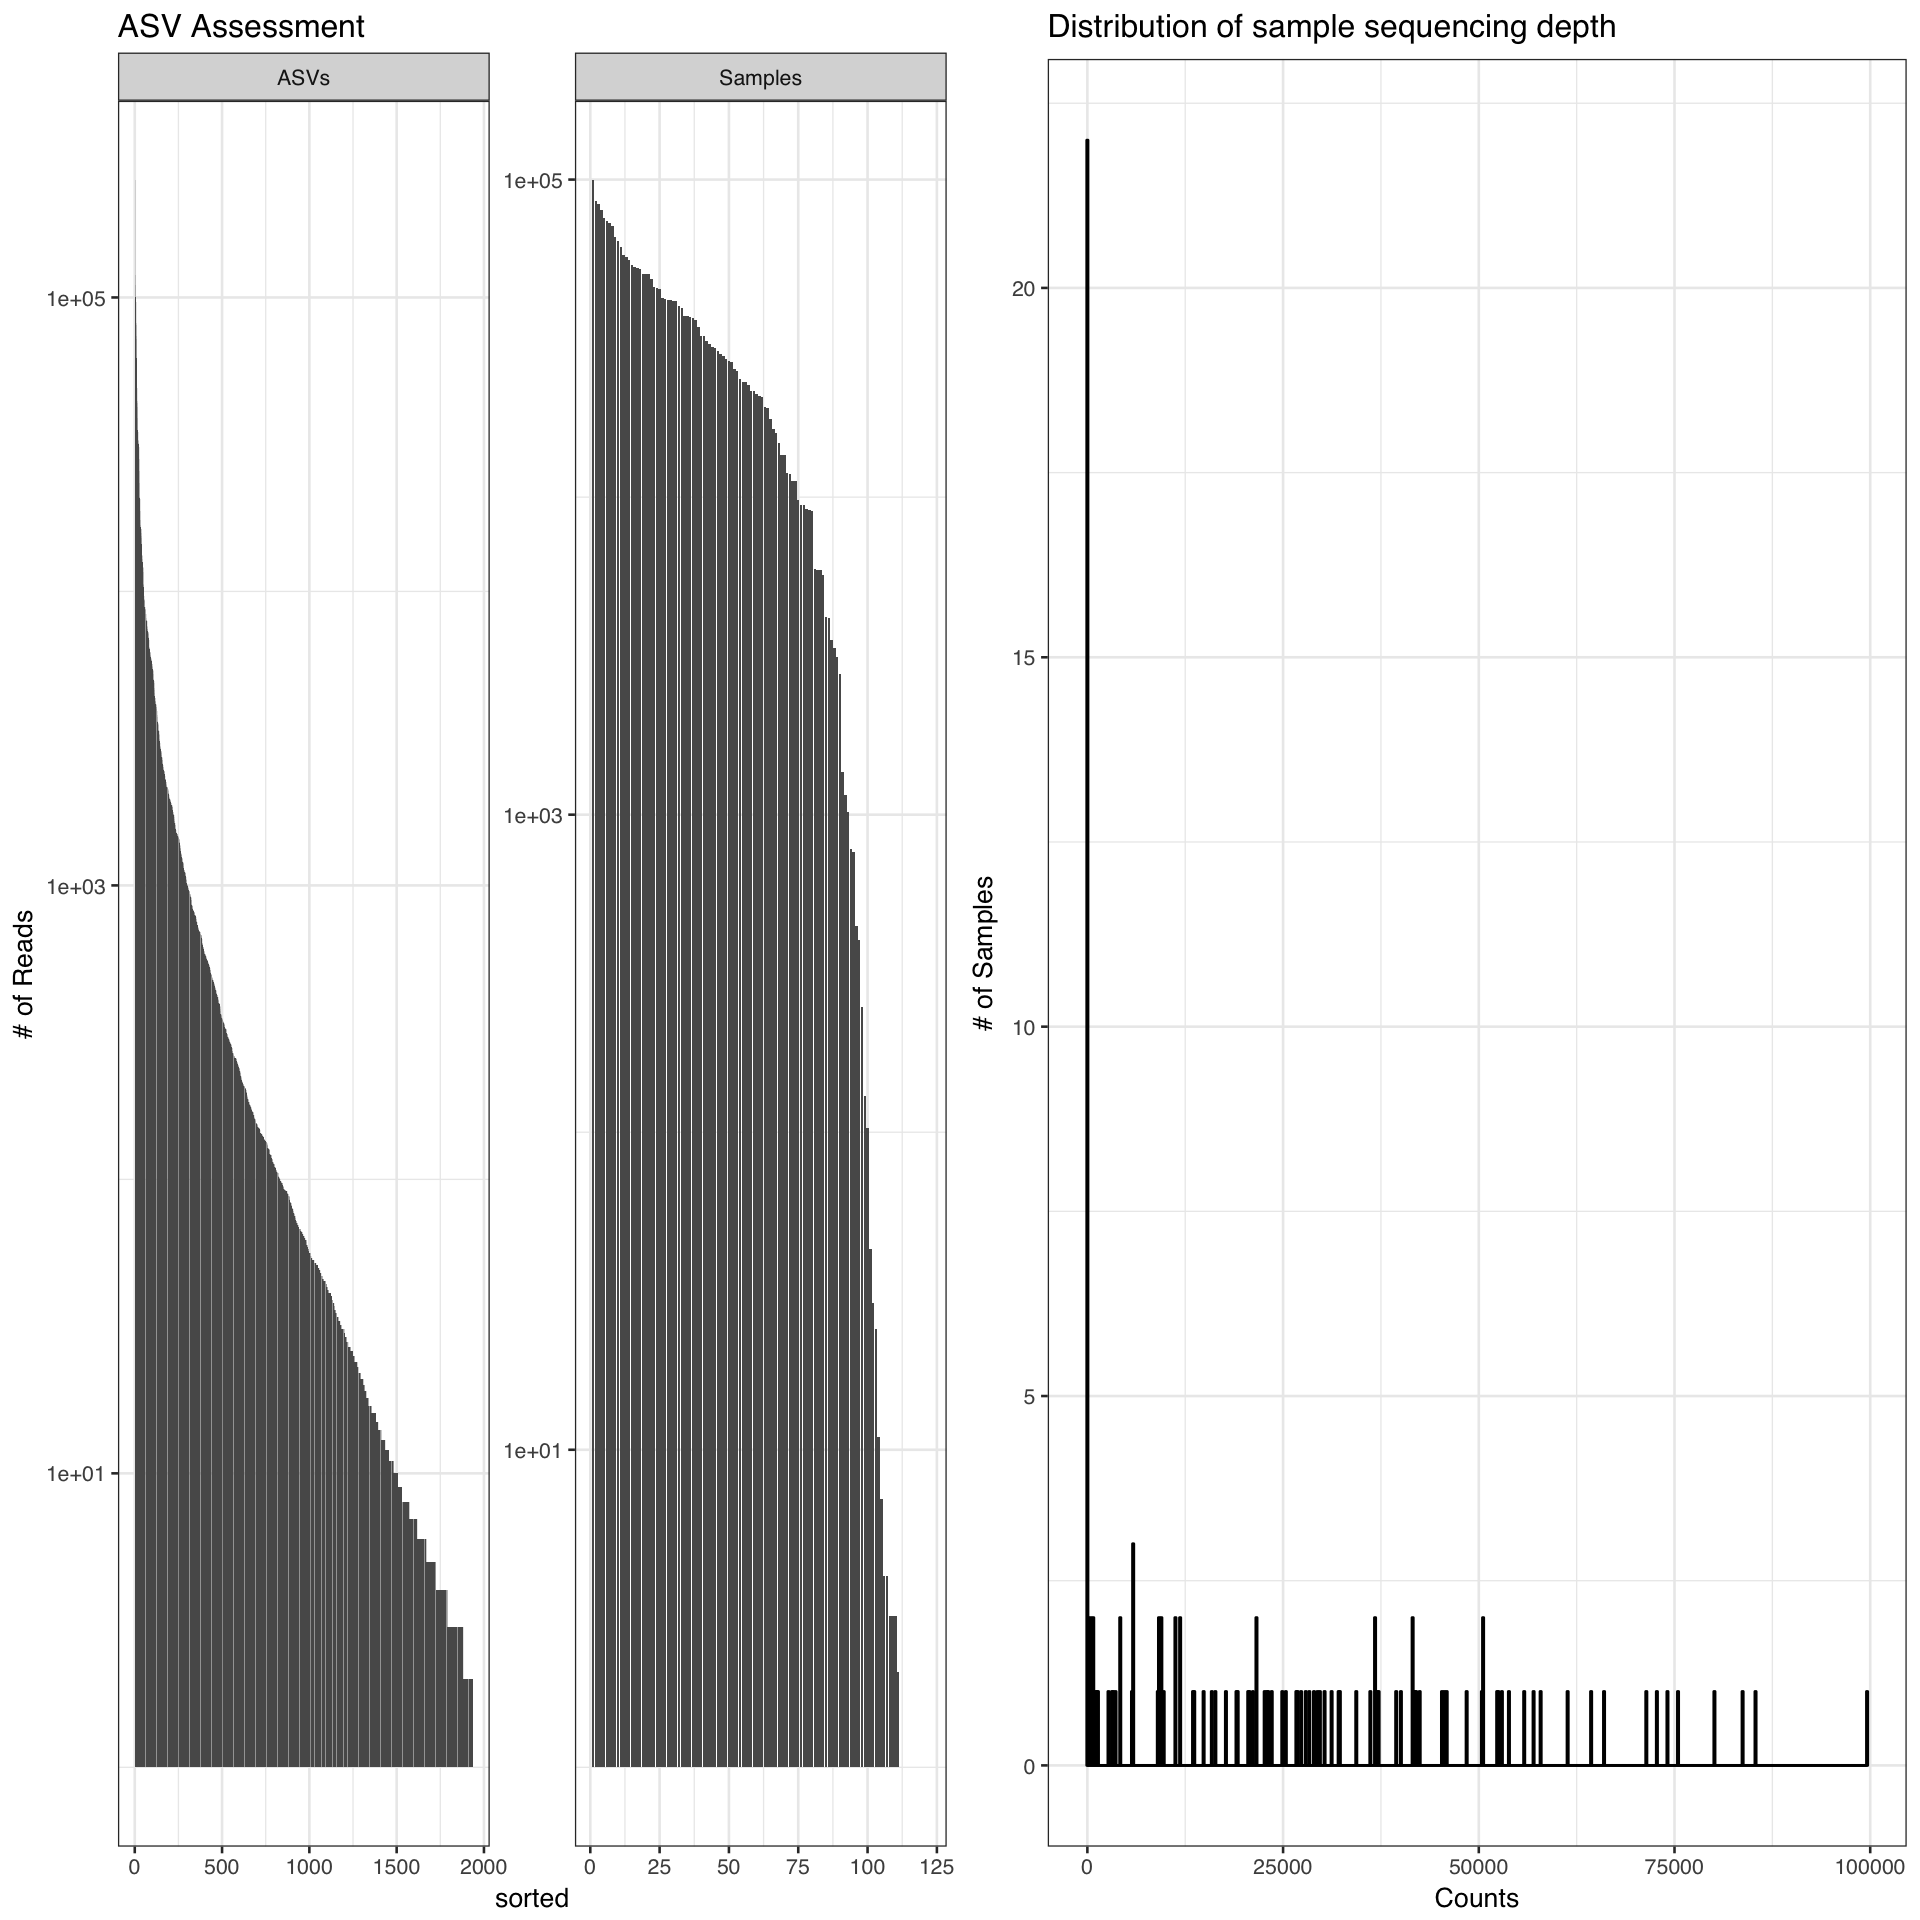 ASV Assessment
ASVs
Samples
# of Reads
1e+05
1e+03
1e+01
1e+05
1e+03
1e+01
0 500 1000 1500 2000
0 25 50 75 100 125
sorted
Distribution of sample sequencing depth
# of Samples
20
15
10
5
0
0 25000 50000 75000 100000
Counts